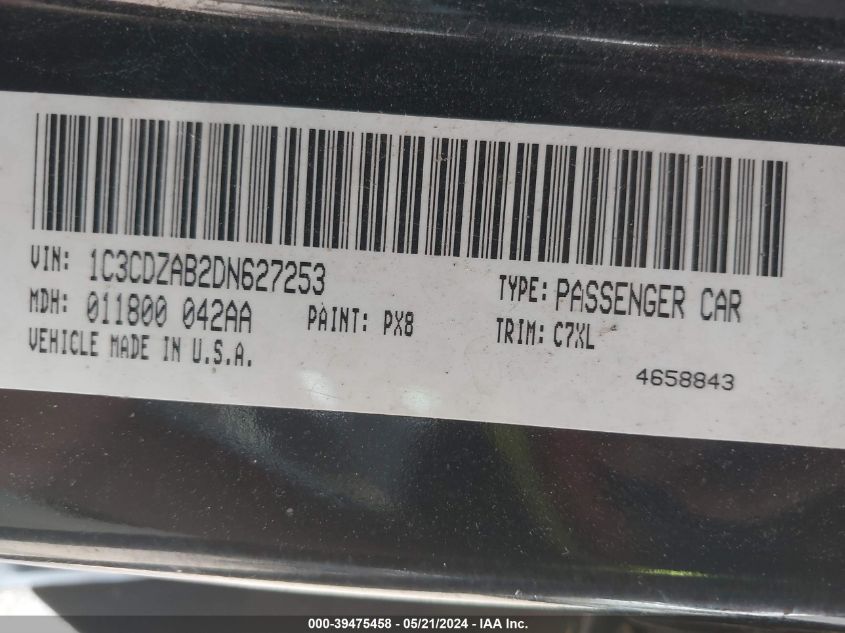 VIN: 1C3CDZAB2DN627253 TYPE: PASSENGER CAR
MDH: 011800 042AA PAINT: PX8 TRIM: C7XL
VEHICLE MADE IN U.S.A. 4658843
000-39475458 - 05/21/2024 - IAA Inc.